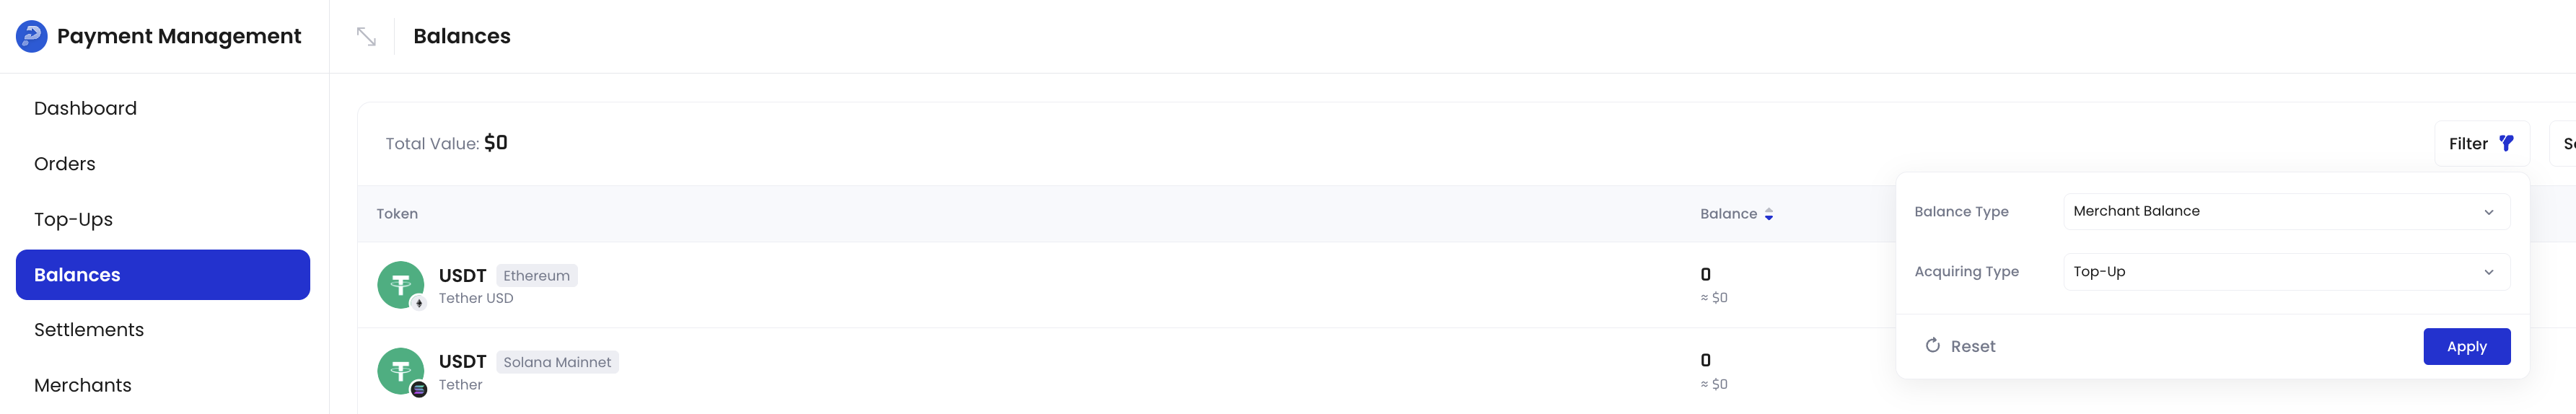 Payment Management
Balances
Dashboard
Orders
Top-Ups
Balances
Settlements
Merchants
Total Value: $0
Filter
Token
Balance
USDT Ethereum
Tether USD
0
≈ $0
USDT Solana Mainnet
Tether
0
≈ $0
Balance Type
Merchant Balance
Acquiring Type
Top-Up
Reset
Apply